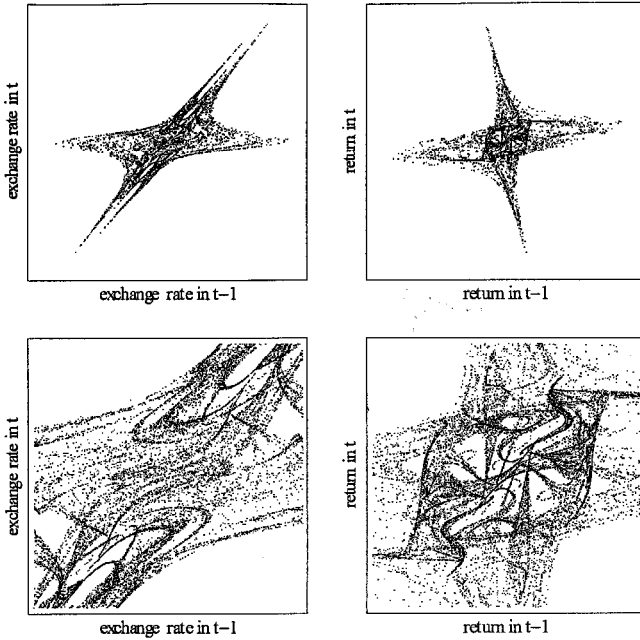 exchange rate in t
exchange rate in t−1
return in t
return in t−1
exchange rate in t
exchange rate in t−1
return in t
return in t−1